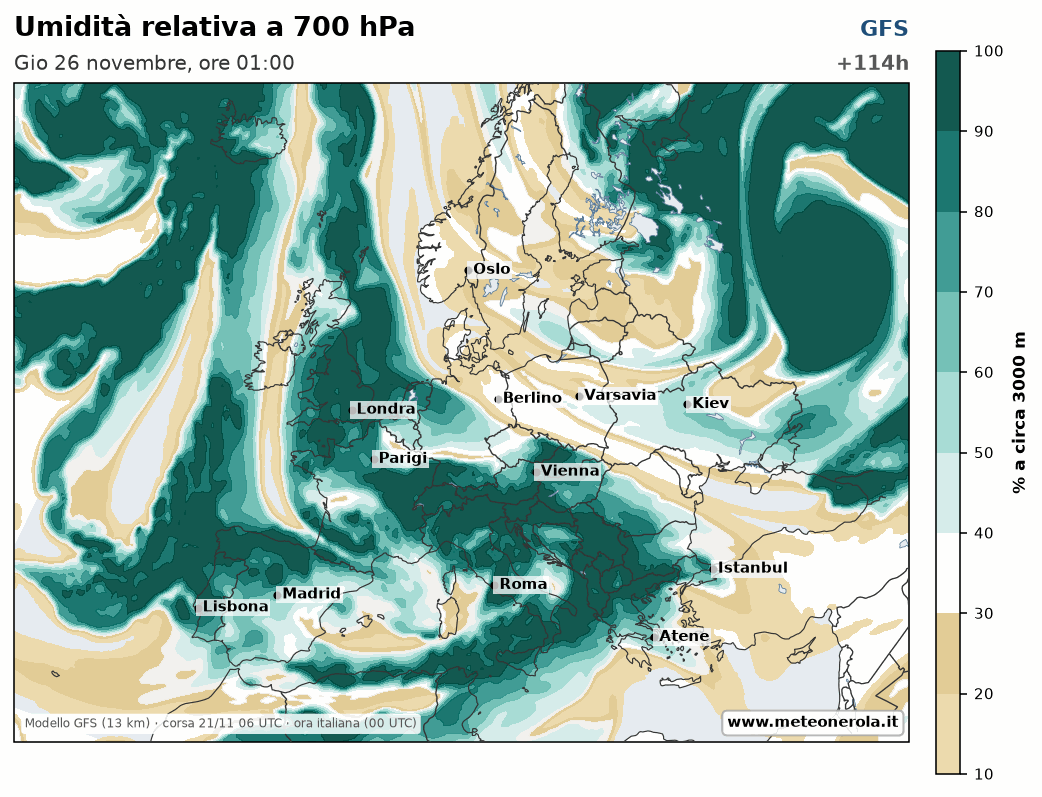 Umidità relativa a 700 hPa
GFS
Gio 26 novembre, ore 01:00
+114h
100
90
80
70
60
50
40
30
20
10
% a circa 3000 m
Oslo
Berlino
Varsavia
Kiev
Londra
Parigi
Vienna
Istanbul
Roma
Madrid
Lisbona
Atene
Modello GFS (13 km) · corsa 21/11 06 UTC · ora italiana (00 UTC)
www.meteonerola.it